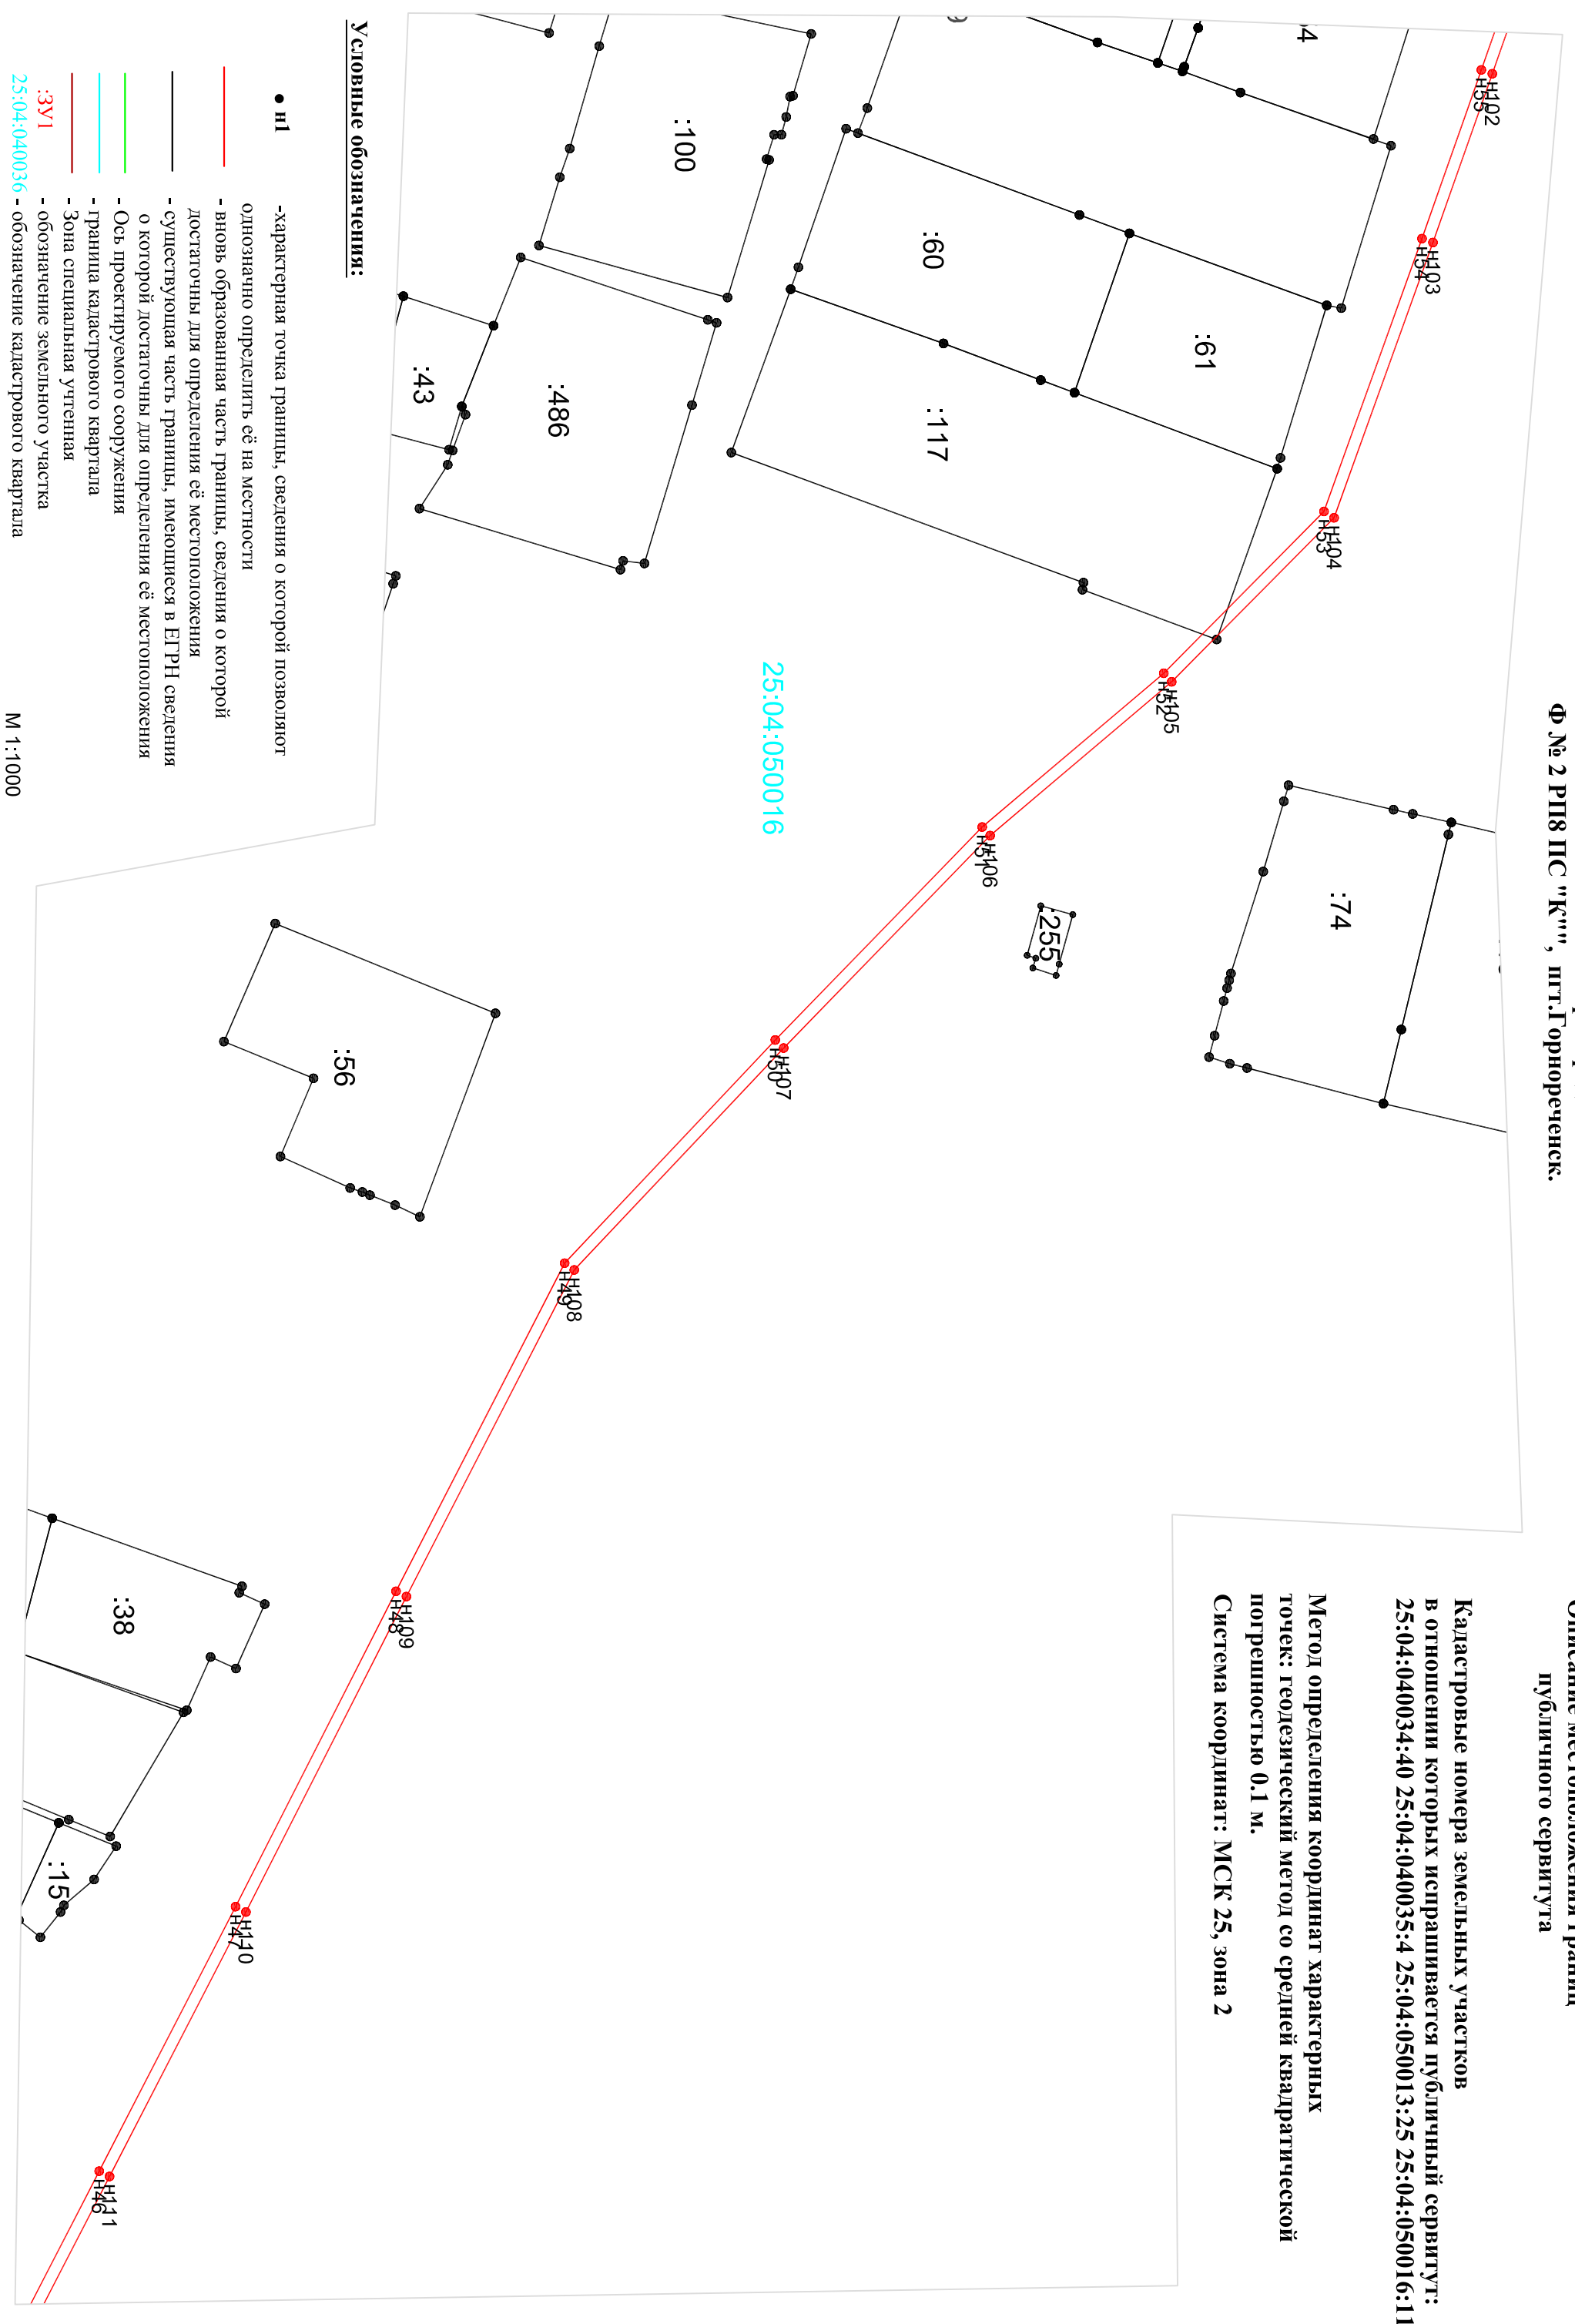 Ф № 2 РП8 ПС "К"", пгт.Горнореченск.
публичного сервитута
Кадастровые номера земельных участков
в отношении которых испрашивается публичный сервитут:
25:04:040034:40 25:04:040035:4 25:04:050013:25 25:04:050016:11
Метод определения координат характерных
точек: геодезический метод со средней квадратической
погрешностью 0.1 м.
Система координат: МСК 25, зона 2
н102
н55
н103
н54
:100
:60
:61
:43
:486
:117
н104
н53
25:04:050016
н105
н52
н106
н51
:255
:74
н107
н50
:56
н108
н49
н109
н48
:38
н110
н47
:15
н111
н46
Условные обозначения:
н1 -характерная точка границы, сведения о которой позволяют
однозначно определить её на местности
- вновь образованная часть границы, сведения о которой
достаточны для определения её местоположения
- существующая часть границы, имеющиеся в ЕГРН сведения
о которой достаточны для определения её местоположения
- Ось проектируемого сооружения
- граница кадастрового квартала
- Зона специальная учтенная
:ЗУ1 - обозначение земельного участка
25:04:040036 - обозначение кадастрового квартала
М 1:1000